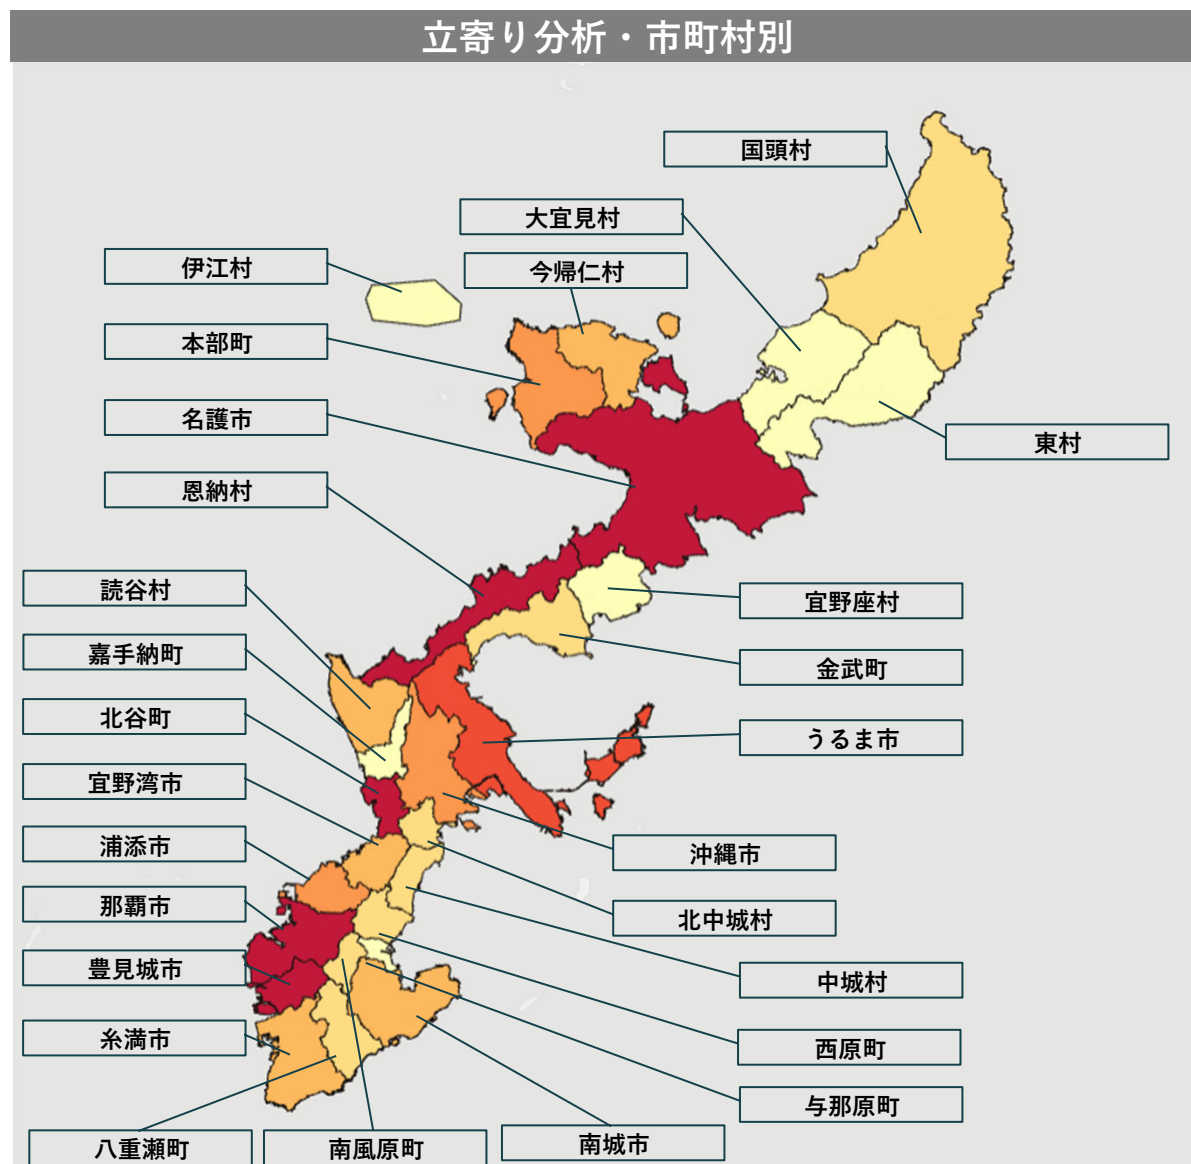 立寄り分析・市町村別
国頭村
大宜見村
伊江村
今帰仁村
本部町
名護市
東村
恩納村
読谷村
宜野座村
嘉手納町
金武町
北谷町
うるま市
宜野湾市
浦添市
沖縄市
那覇市
北中城村
豊見城市
中城村
糸満市
西原町
与那原町
八重瀬町
南風原町
南城市